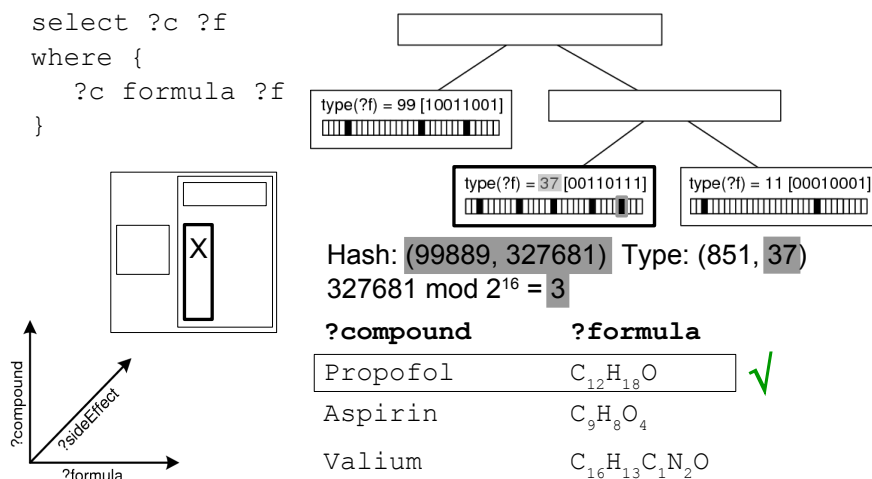 select ?c ?f
where {
?c formula ?f
}
type(?f) = 99 [10011001]
type(?f) = 37 [00110111]
type(?f) = 11 [00010001]
X
Hash: (99889, 327681) Type: (851, 37)
327681 mod 2¹⁶ = 3
?compound ?formula
Propofol C₁₂H₁₈O √
Aspirin C₉H₈O₄
Valium C₁₆H₁₃C₁N₂O
?compound
?sideEffect
?formula